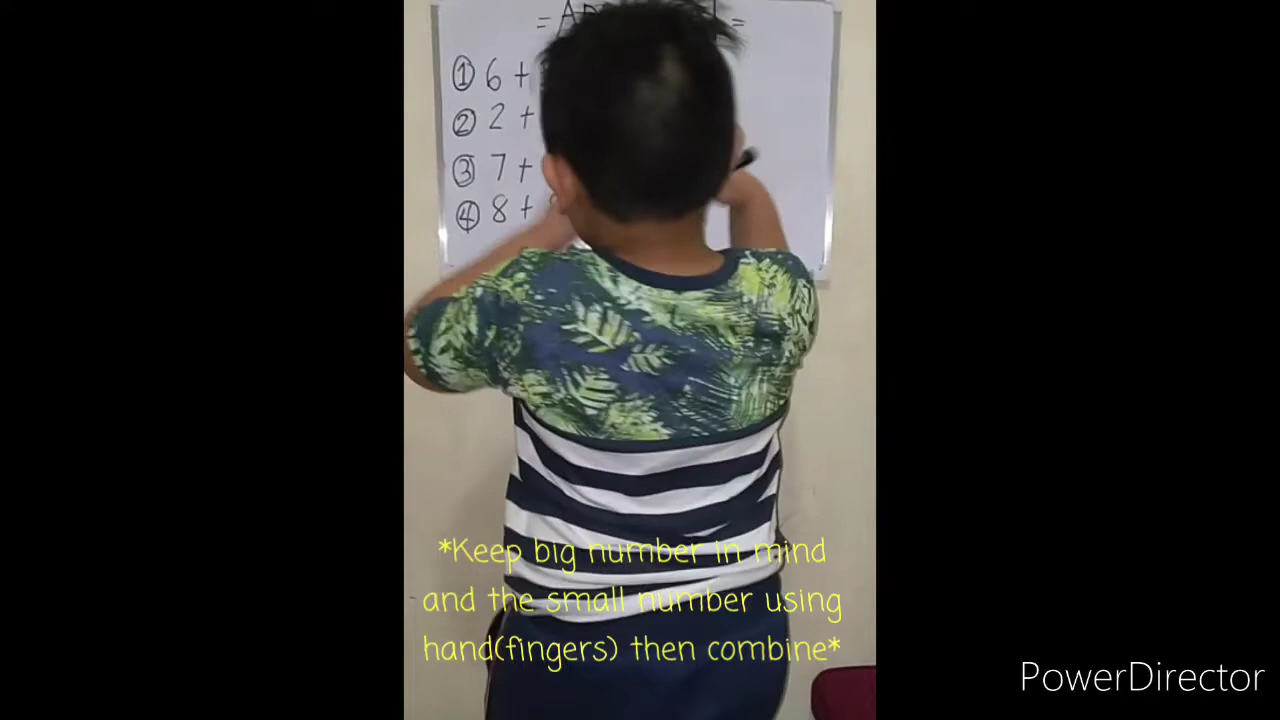 ① 6 +
② 2 +
③ 7 +
④ 8 +
*Keep big number in mind
and the small number using
hand(fingers) then combine*
PowerDirector